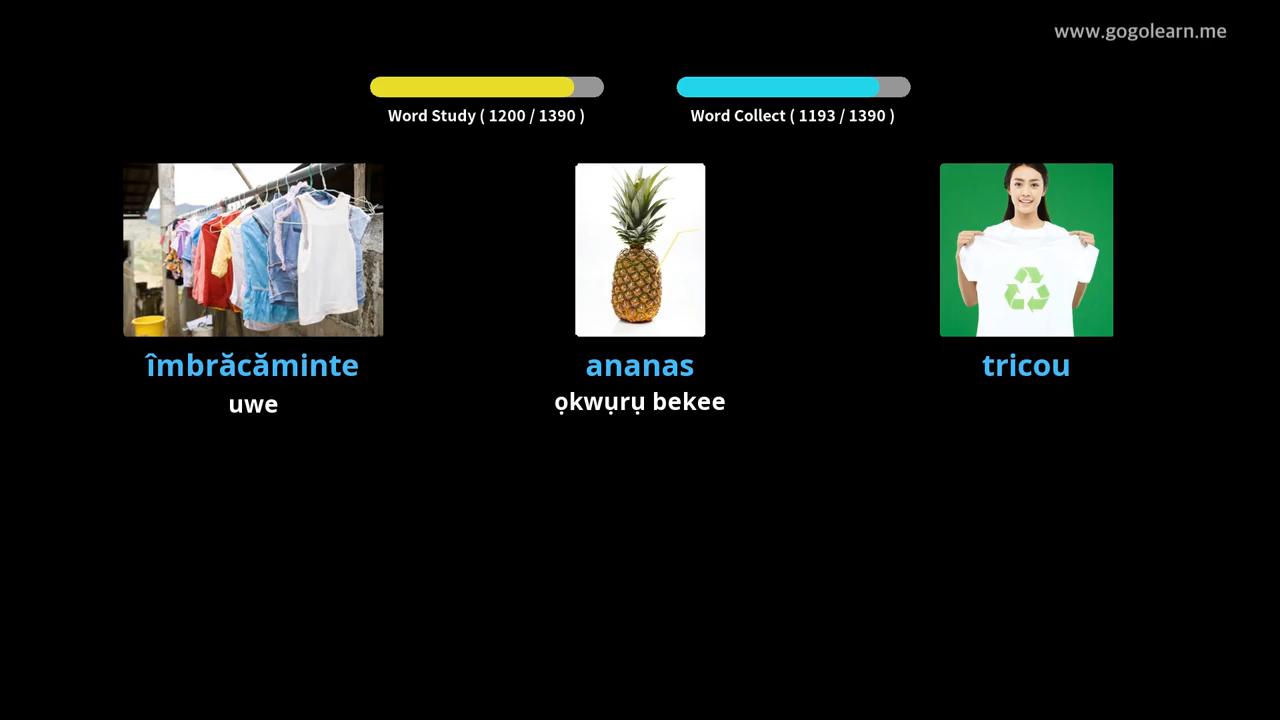 www.gogolearn.me
Word Study ( 1200 / 1390 )
Word Collect ( 1193 / 1390 )
îmbrăcăminte
ananas
tricou
uwe
ọkwụrụ bekee